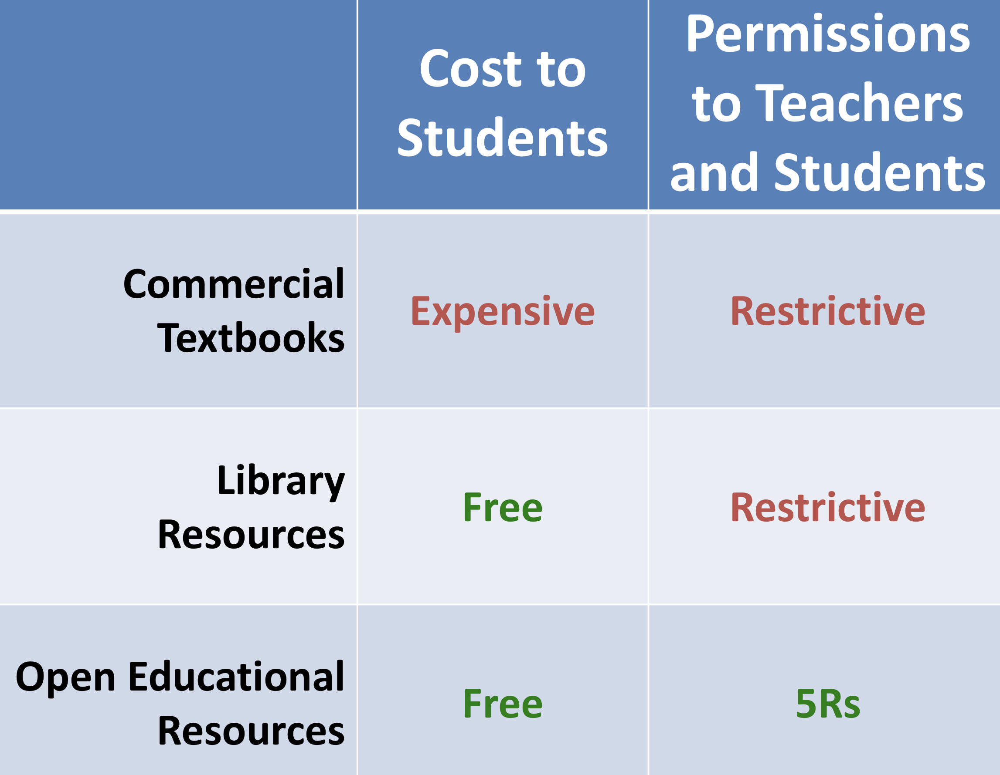 Cost to
Students
Permissions
to Teachers
and Students
Commercial
Textbooks
Expensive
Restrictive
Library
Resources
Free
Restrictive
Open Educational
Resources
Free
5Rs